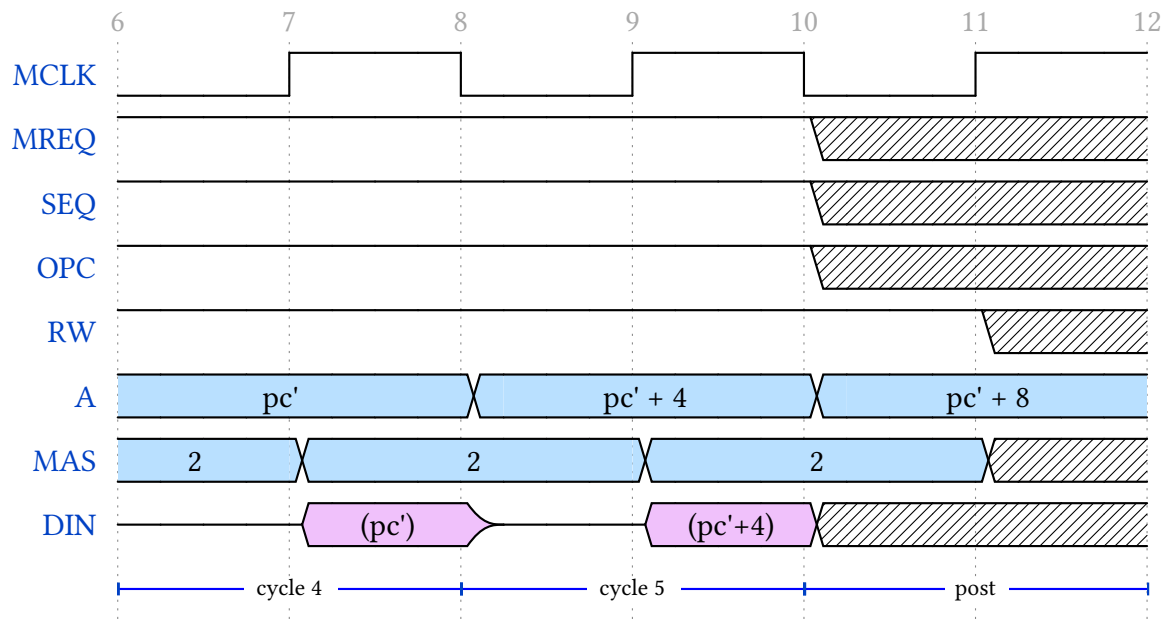 6 7 8 9 10 11 12
MCLK
MREQ
SEQ
OPC
RW
A pc' pc' + 4 pc' + 8
MAS 2 2 2
DIN (pc') (pc'+4)
cycle 4 cycle 5 post